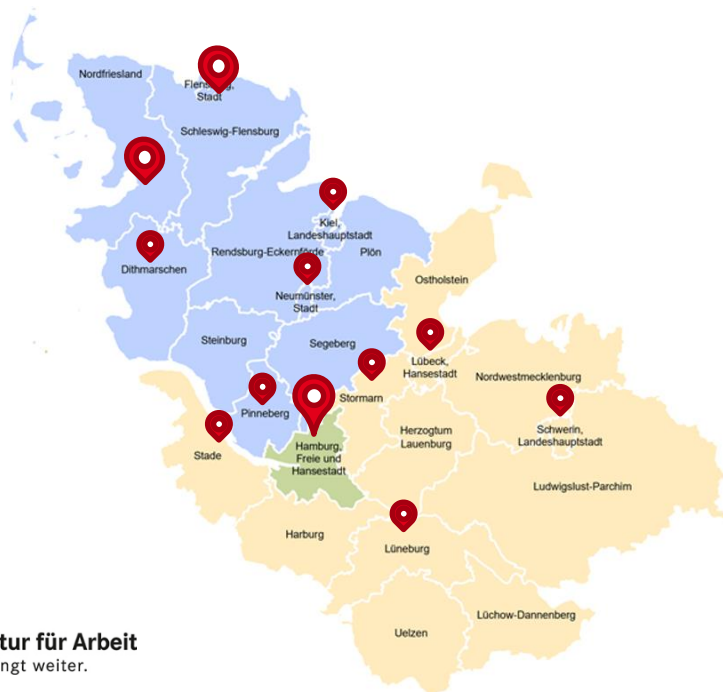 Nordfriesland
Stadt
Schleswig-Flensburg
Kiel,
Landeshauptstadt
Rendsburg-Eckernförde
Plön
Dithmarschen
Ostholstein
Neumünster,
Stadt
Steinburg
Segeberg
Lübeck,
Hansestadt
Nordwestmecklenburg
Stormarn
Pinneberg
Herzogtum
Lauenburg
Schwerin,
Landeshauptstadt
Hamburg,
Freie und
Hansestadt
Stade
Ludwigslust-Parchim
Harburg
Lüneburg
Lüchow-Dannenberg
Uelzen
tur für Arbeit
ngt weiter.